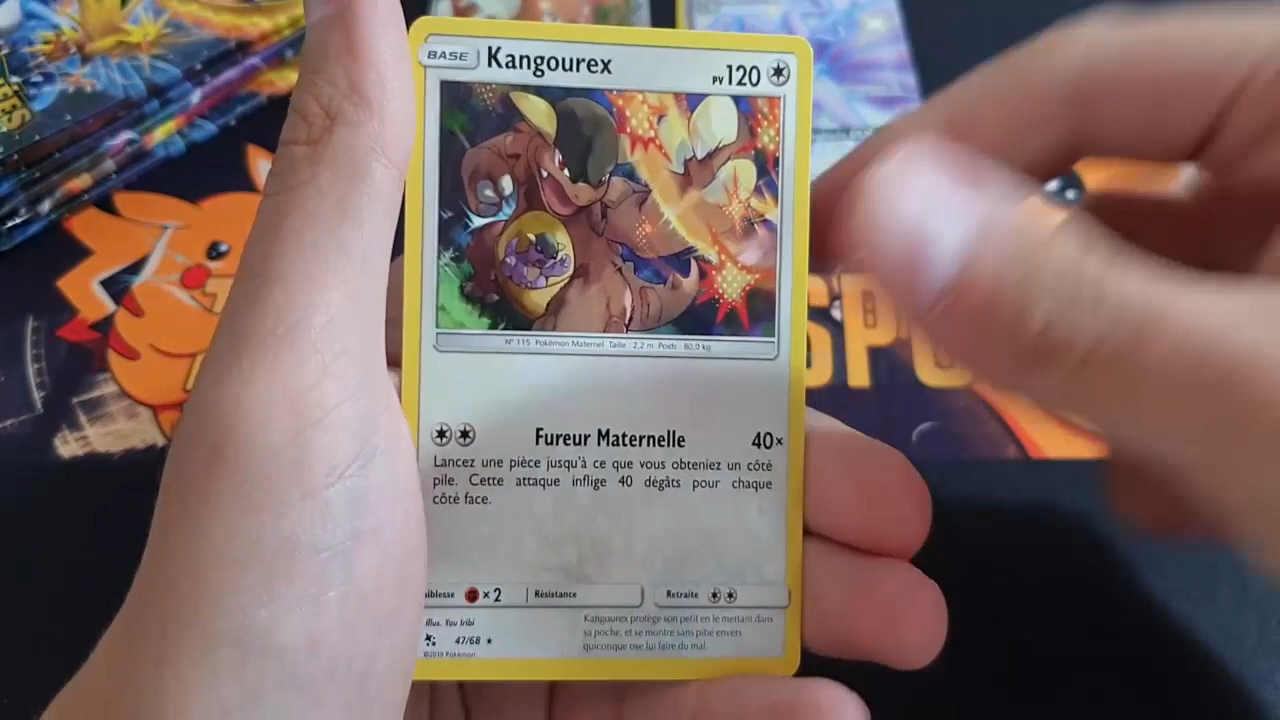 BASE Kangourex PV 120
N° 115 Pokémon Maternel Taille : 2,2 m Poids : 80,0 kg
Fureur Maternelle 40×
Lancez une pièce jusqu'à ce que vous obteniez un côté
pile. Cette attaque inflige 40 dégâts pour chaque
côté face.
iblesse × 2 Résistance Retraite
Illus. You Iribi
47/68
©2019 Pokémon
Kangourex protège son petit en le mettant dans
sa poche, et se montre sans pitié envers
quiconque ose lui faire du mal.